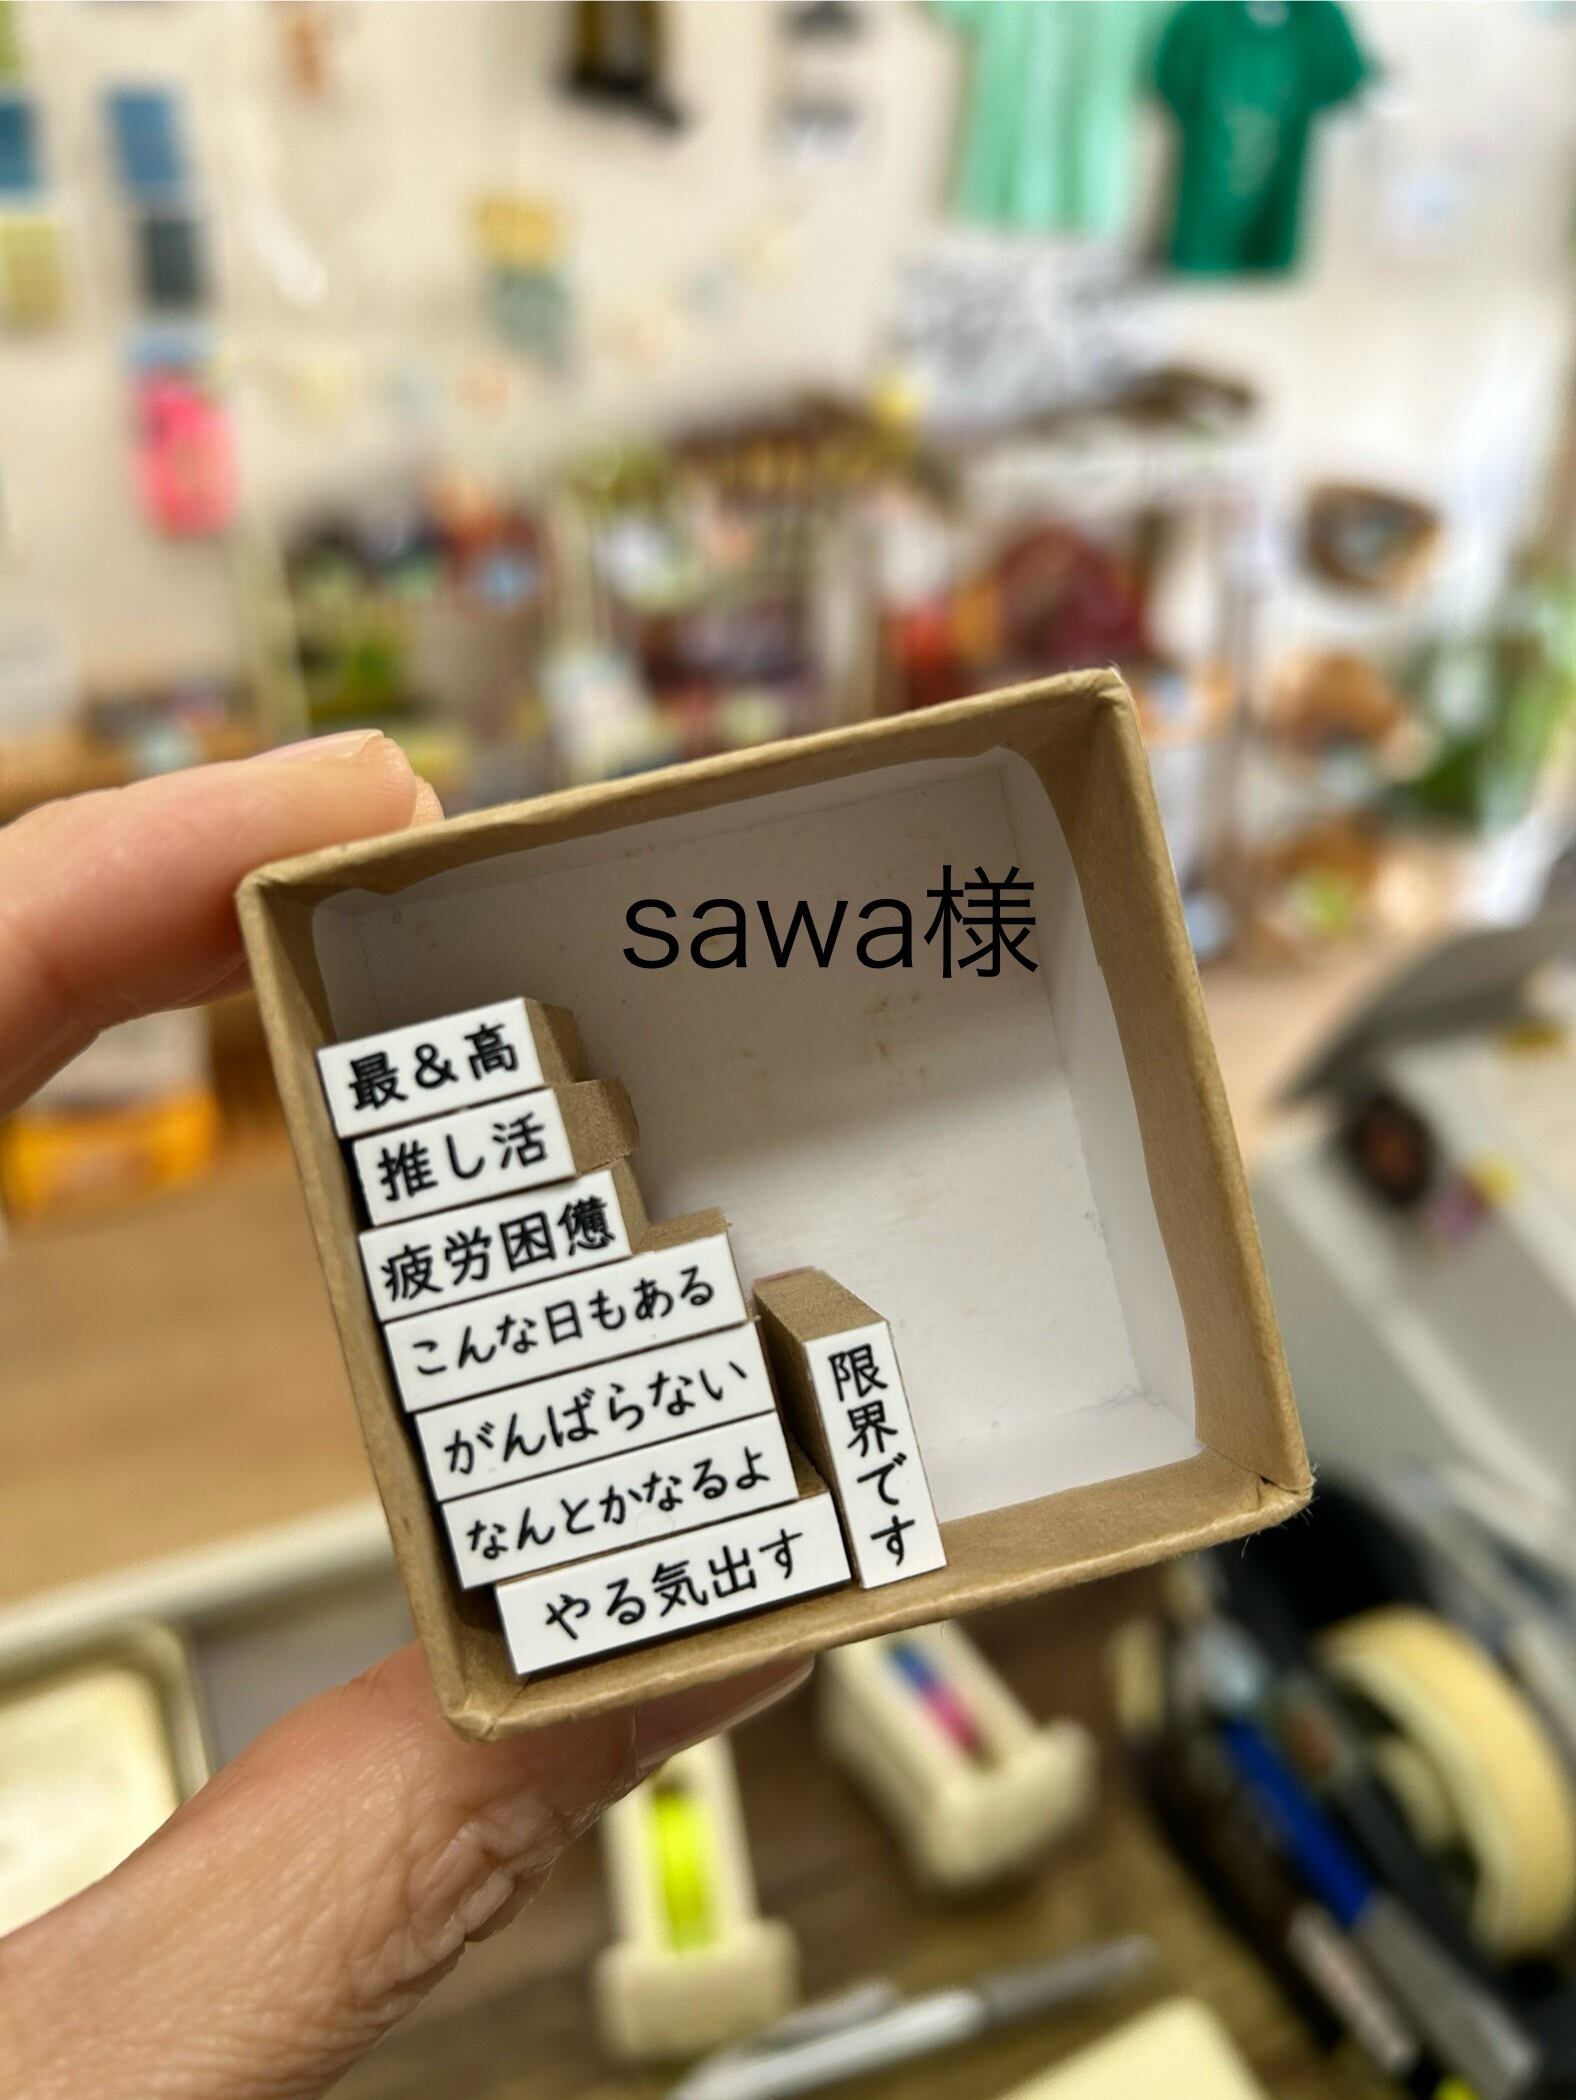 sawa様
最&高
推し活
疲労困憊
こんな日もある
がんばらない
なんとかなるよ
やる気出す
限界です